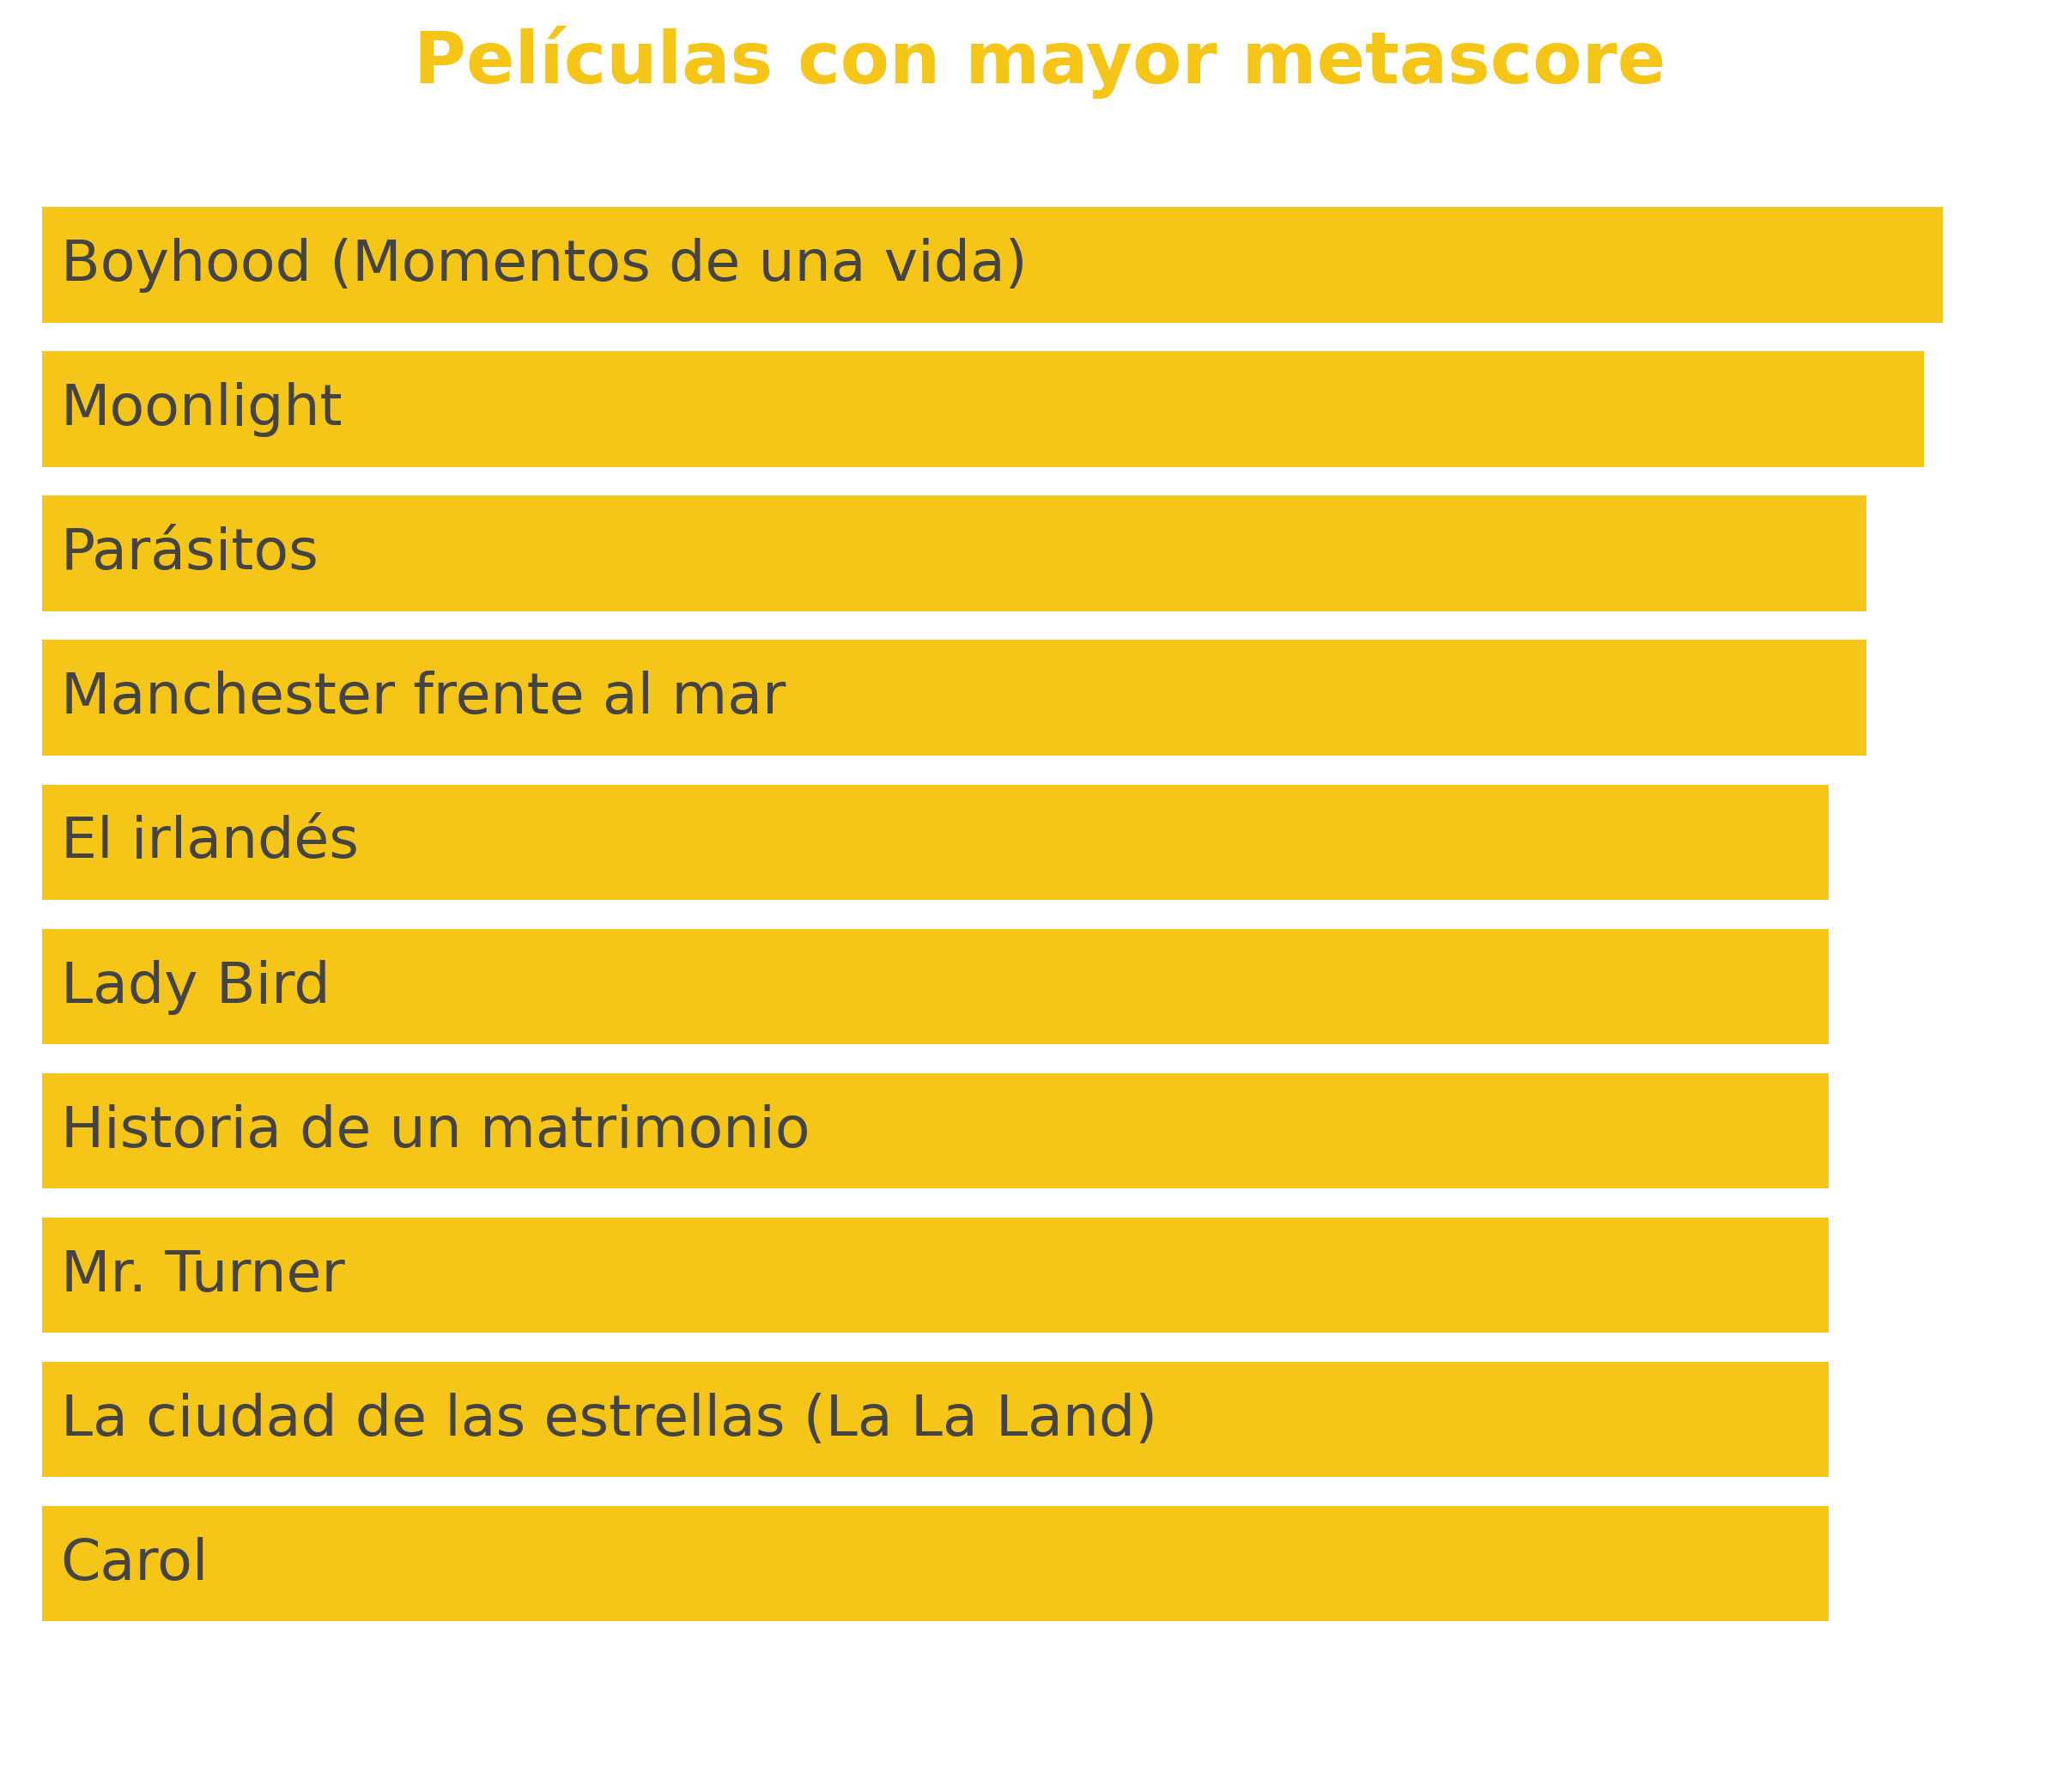 Películas con mayor metascore
Boyhood (Momentos de una vida)
Moonlight
Parásitos
Manchester frente al mar
El irlandés
Lady Bird
Historia de un matrimonio
Mr. Turner
La ciudad de las estrellas (La La Land)
Carol